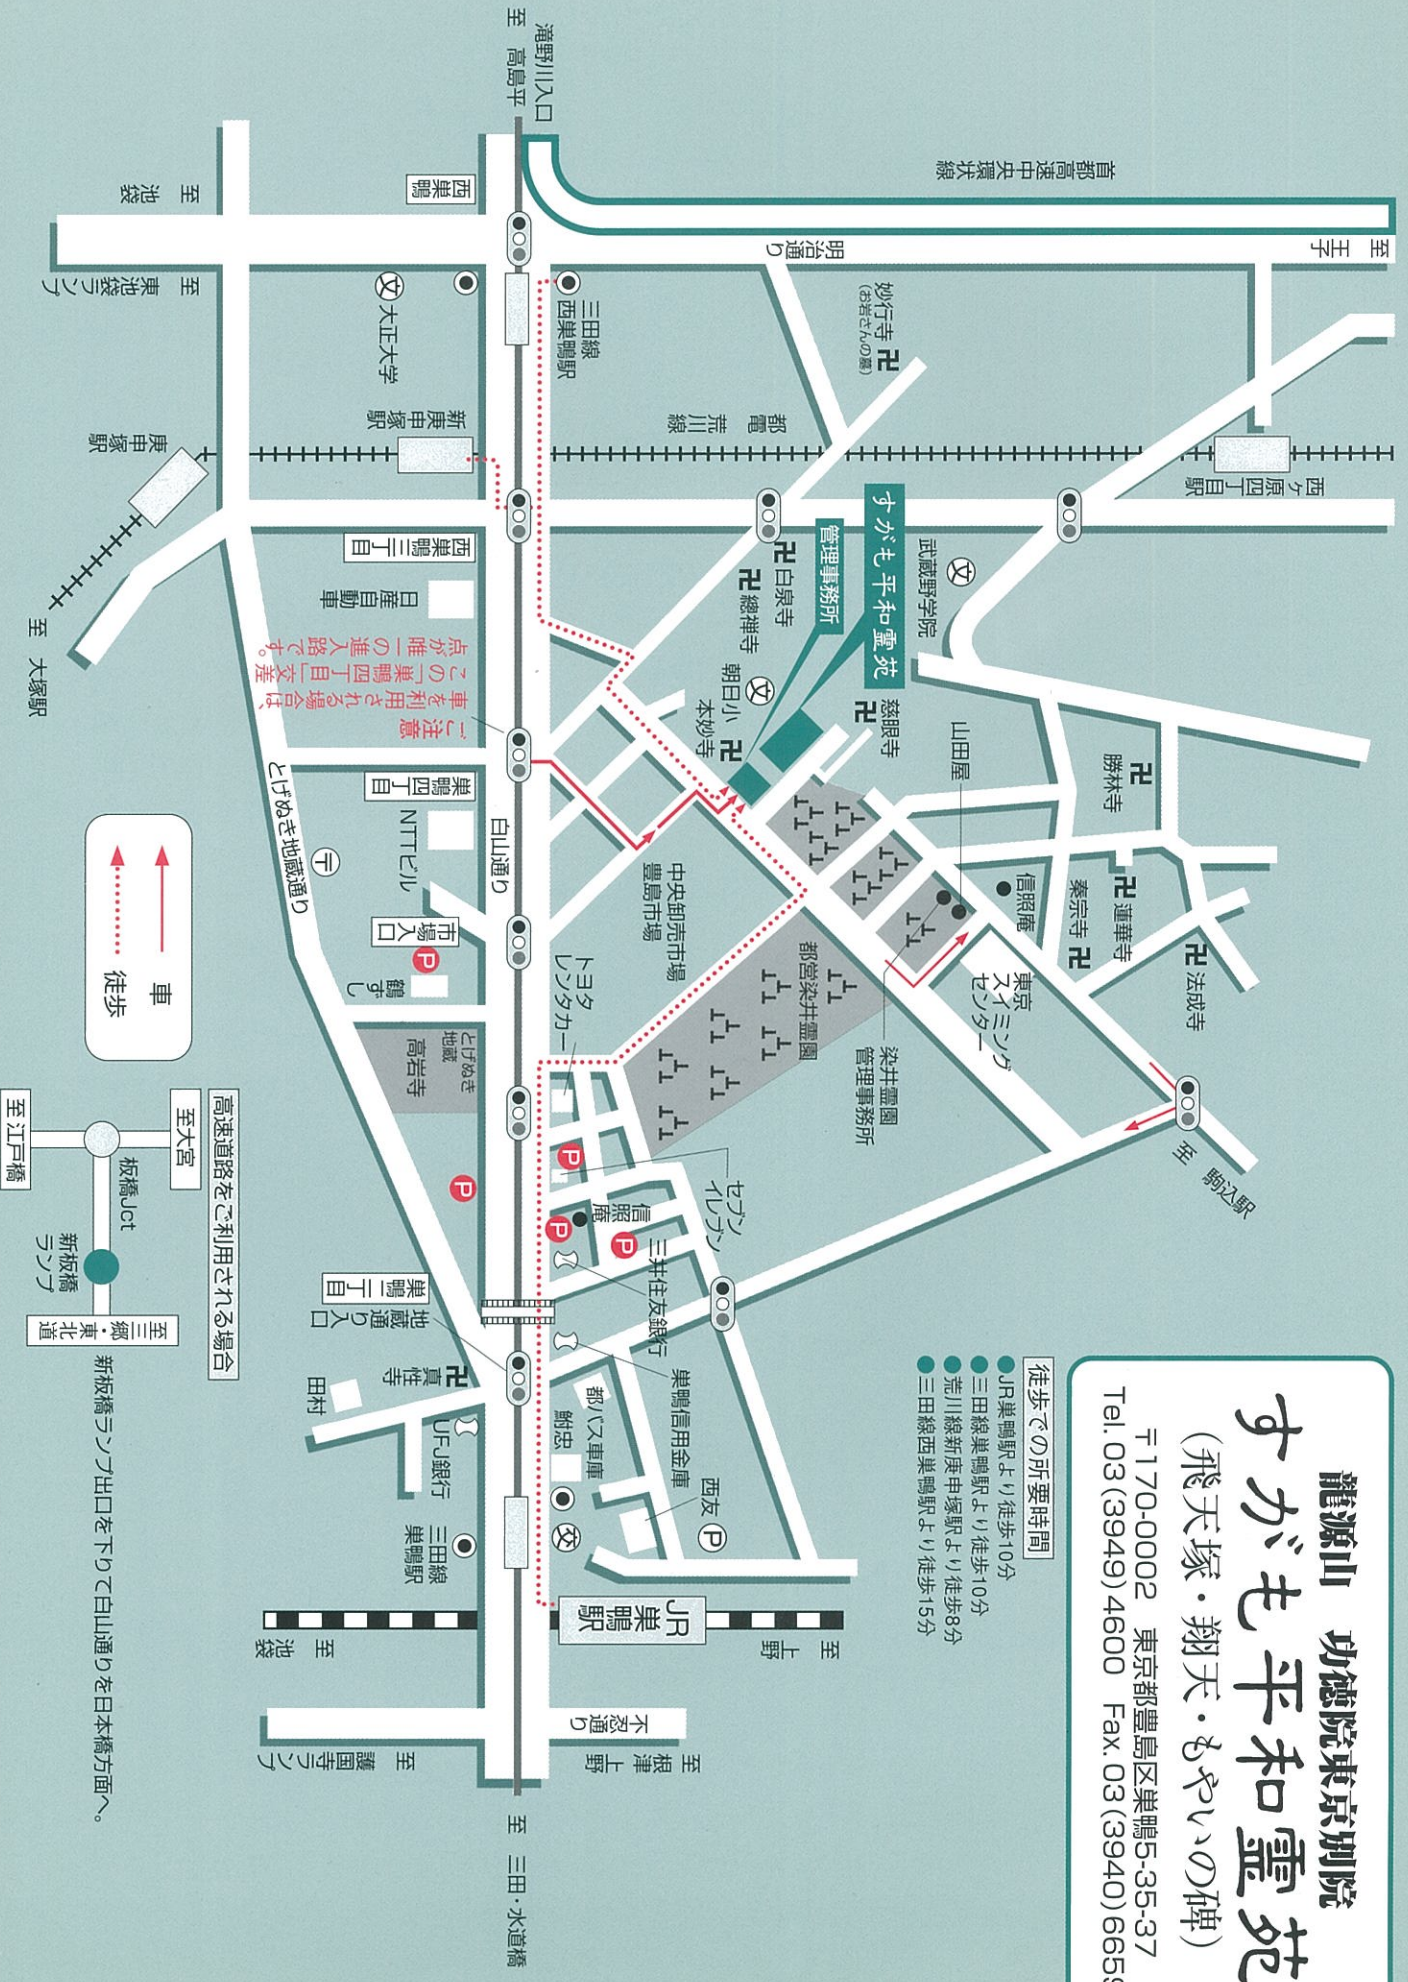 龍源山 功徳院東京別院
すがも平和霊苑
(飛天塚・翔天・もやいの碑)
〒170-0002 東京都豊島区巣鴨5-35-37
Tel.03(3949)4600 Fax.03(3940)6659
徒歩での所要時間
●JR巣鴨駅より徒歩10分
●三田線巣鴨駅より徒歩10分
●荒川線新庚申塚駅より徒歩8分
●三田線西巣鴨駅より徒歩15分
至 王子
首都高速中央環状線
明治通り
西ヶ原四丁目駅
妙行寺
(お岩さんの墓)
都電荒川線
滝野川入口
至 高島平
西巣鴨
三田線
西巣鴨駅
文
大正大学
新庚申塚駅
庚申塚駅
至 池袋
至 東池袋ランプ
至 大塚駅
すがも平和霊苑
管理事務所
白泉寺
總禅寺
文
朝日小
本妙寺
文
武蔵野学院
慈眼寺
山田屋
勝林寺
信照庵
蓮華寺
泰宗寺
法成寺
東京
スイミング
センター
染井霊園
管理事務所
都営染井霊園
至 駒込駅
西巣鴨三丁目
日産自動車
ご注意
車を利用される場合は、
この「巣鴨四丁目」交差
点が唯一の進入路です。
巣鴨四丁目
NTTビル
白山通り
とげぬき地蔵通り
〒
中央卸売市場
豊島市場
市場入口
P
鶴ずし
トヨタ
レンタカー
とげぬき
地蔵
高岩寺
P
P
P
P
セブン
イレブン
信照庵
三井住友銀行
巣鴨信用金庫
巣鴨二丁目
地蔵通り入口
真性寺
田村
UFJ銀行
都バス車庫
鮒忠
西友
P
交
三田線
巣鴨駅
JR
巣鴨駅
至 上野
至 池袋
不忍通り
至 根津 上野
至 護国寺ランプ
至 三田・水道橋
車
徒歩
高速道路をご利用される場合
至大宮
板橋Jct
新板橋
ランプ
至江戸橋
至三郷・東北道
新板橋ランプ出口を下りて白山通りを日本橋方面へ。